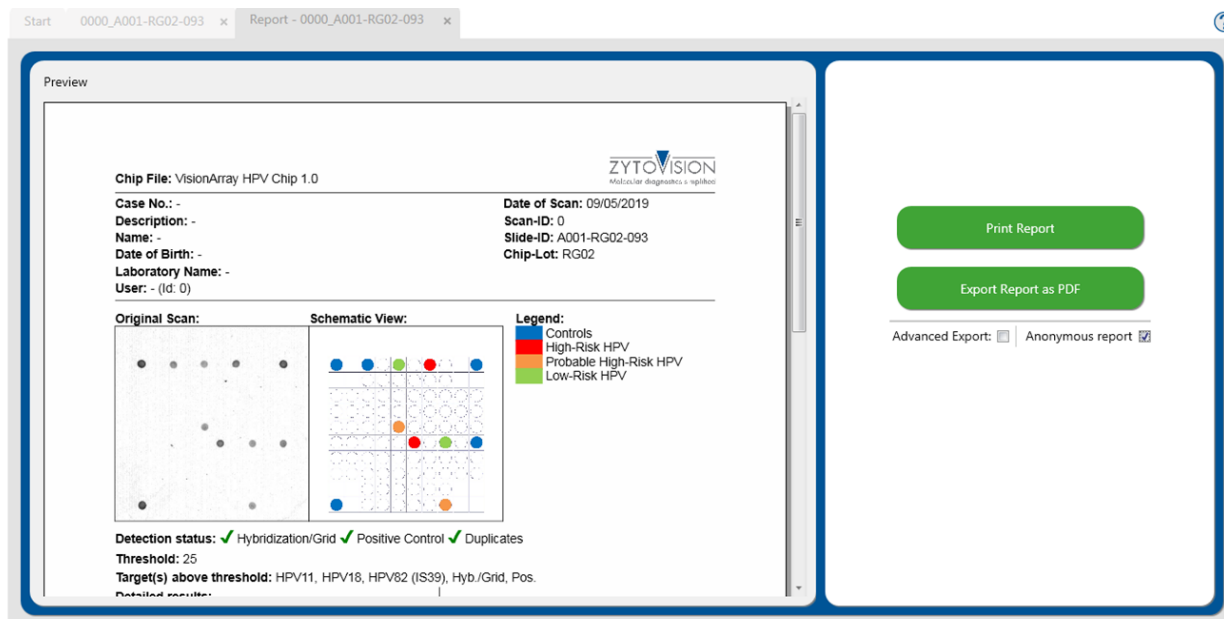 Start
0000_A001-RG02-093 ×
Report - 0000_A001-RG02-093 ×
Preview
ZYTOVISION
Chip File: VisionArray HPV Chip 1.0
Case No.: -
Description: -
Name: -
Date of Birth: -
Laboratory Name: -
User: - (Id: 0)
Date of Scan: 09/05/2019
Scan-ID: 0
Slide-ID: A001-RG02-093
Chip-Lot: RG02
Original Scan:
Schematic View:
Legend:
Controls
High-Risk HPV
Probable High-Risk HPV
Low-Risk HPV
Detection status: ✓ Hybridization/Grid ✓ Positive Control ✓ Duplicates
Threshold: 25
Target(s) above threshold: HPV11, HPV18, HPV82 (IS39), Hyb./Grid, Pos.
Detailed results:
Print Report
Export Report as PDF
Advanced Export:
Anonymous report